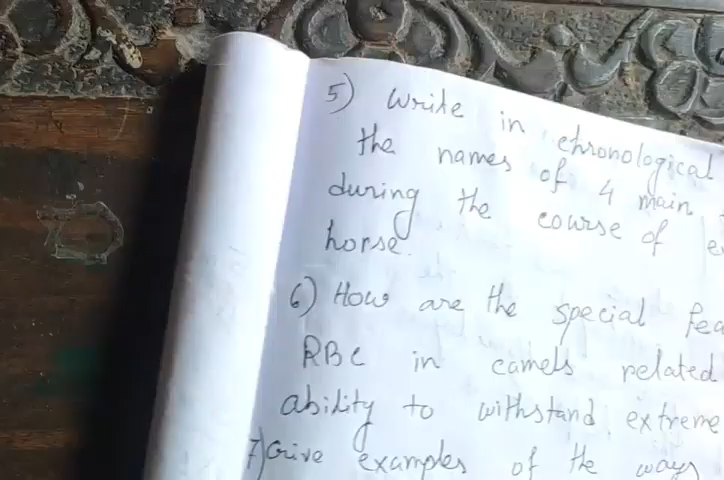 5) Write in chronological
the names of 4 main
during the course of
horse.
6) How are the special
RBC in camels related
ability to withstand extreme
7) Give examples of the ways